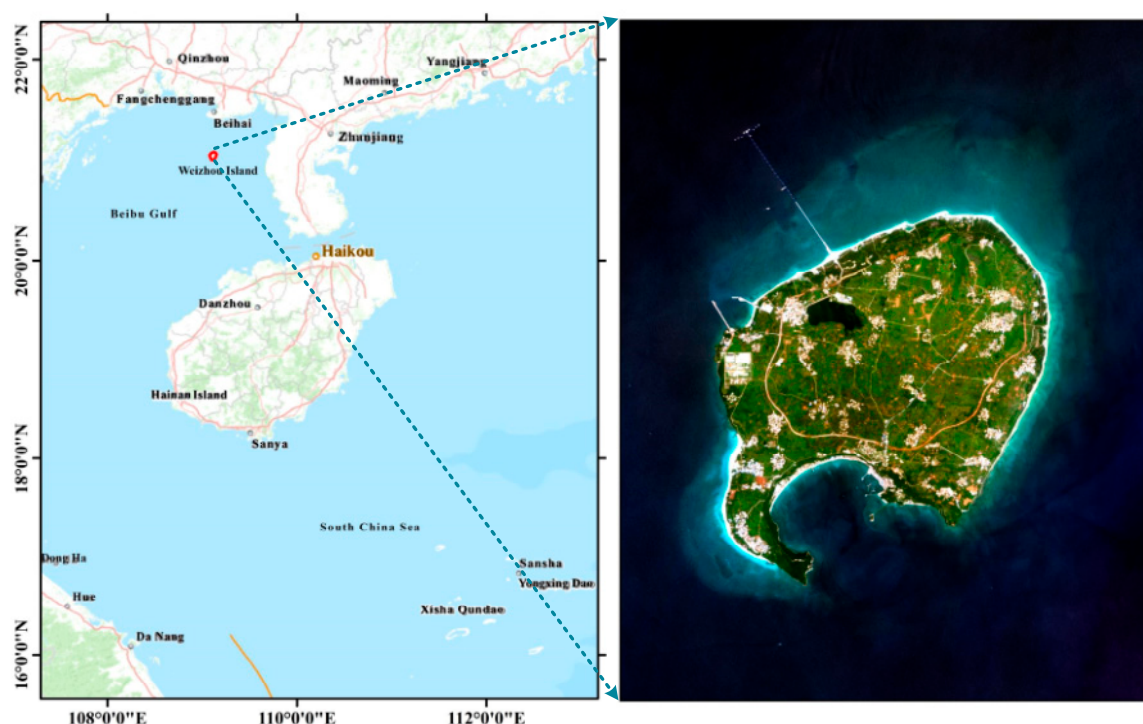 22°0'0"N
20°0'0"N
18°0'0"N
16°0'0"N
Qinzhou
Yangjiang
Maoming
Fangchenggang
Beihai
Zhunjiang
Weizhou Island
Beibu Gulf
Haikou
Danzhou
Hainan Island
Sanya
South China Sea
Dong Ha
Sansha
Yongxing Dao
Hue
Xisha Qundao
Da Nang
108°0'0"E
110°0'0"E
112°0'0"E